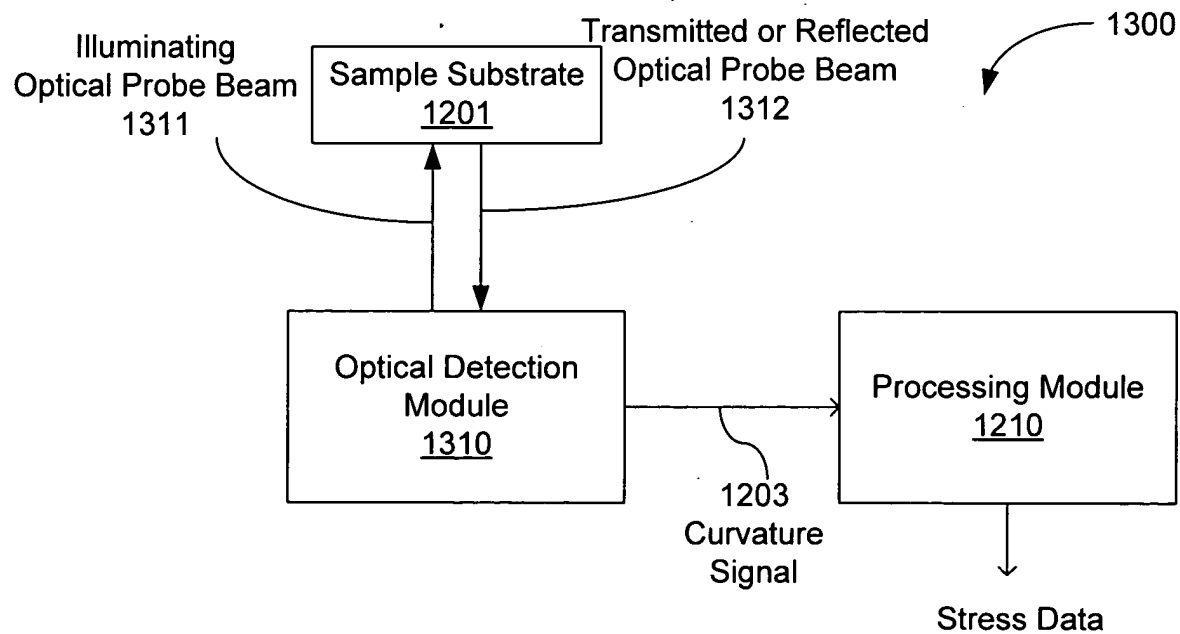 Illuminating
Optical Probe Beam
1311
Sample Substrate
1201
Transmitted or Reflected
Optical Probe Beam
1312
1300
Optical Detection
Module
1310
Processing Module
1210
1203
Curvature
Signal
Stress Data